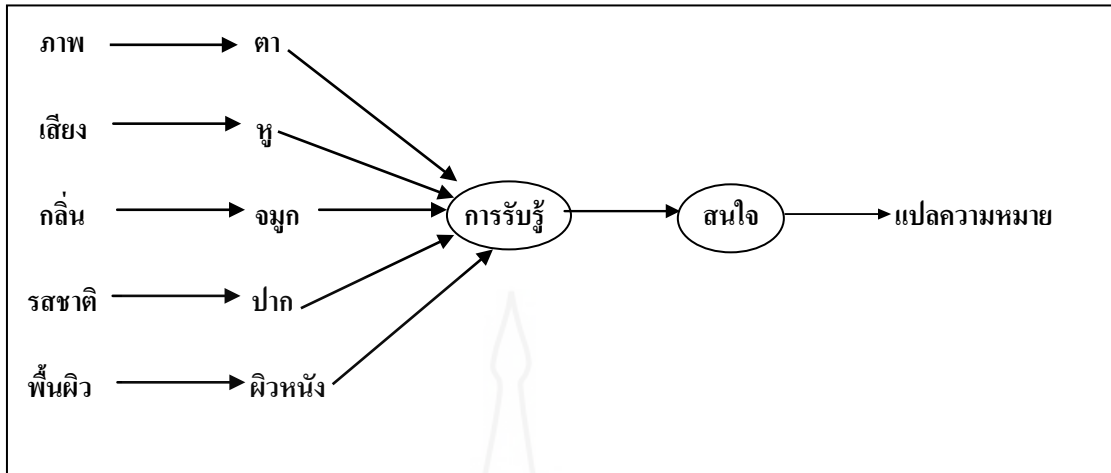 ภาพ ตา
เสียง หู
กลิ่น จมูก การรับรู้ สนใจ แปลความหมาย
รสชาติ ปาก
พื้นผิว ผิวหนัง